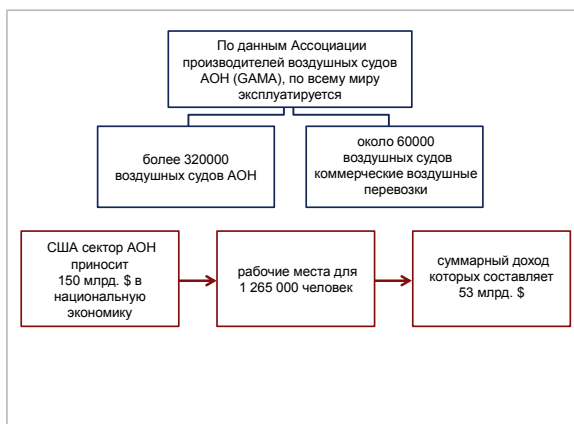 По данным Ассоциации
производителей воздушных судов
АОН (GAMA), по всему миру
эксплуатируется
более 320000
воздушных судов АОН
около 60000
воздушных судов
коммерческие воздушные
перевозки
США сектор АОН
приносит
150 млрд. $ в
национальную
экономику
рабочие места для
1 265 000 человек
суммарный доход
которых составляет
53 млрд. $